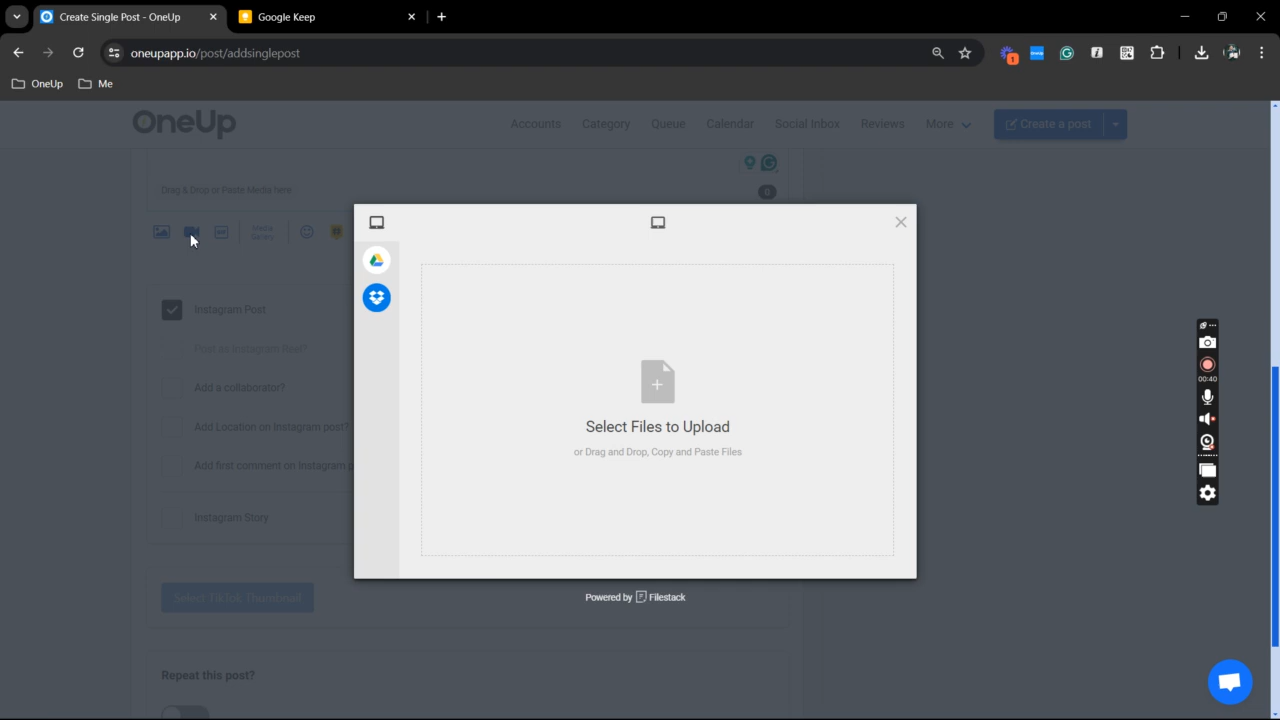 Create Single Post - OneUp
Google Keep
oneupapp.io/post/addsinglepost
1
OneUp
Me
OneUp
Accounts
Category
Queue
Calendar
Social Inbox
Reviews
More
Create a post
Drag & Drop or Paste Media here
0
GIF
Instagram Post
Post as Instagram Reel?
Add a collaborator?
Add Location on Instagram post?
Add first comment on Instagram p
Instagram Story
Select TikTok Thumbnail
Repeat this post?
Select Files to Upload
or Drag and Drop, Copy and Paste Files
Powered by Filestack
00:40